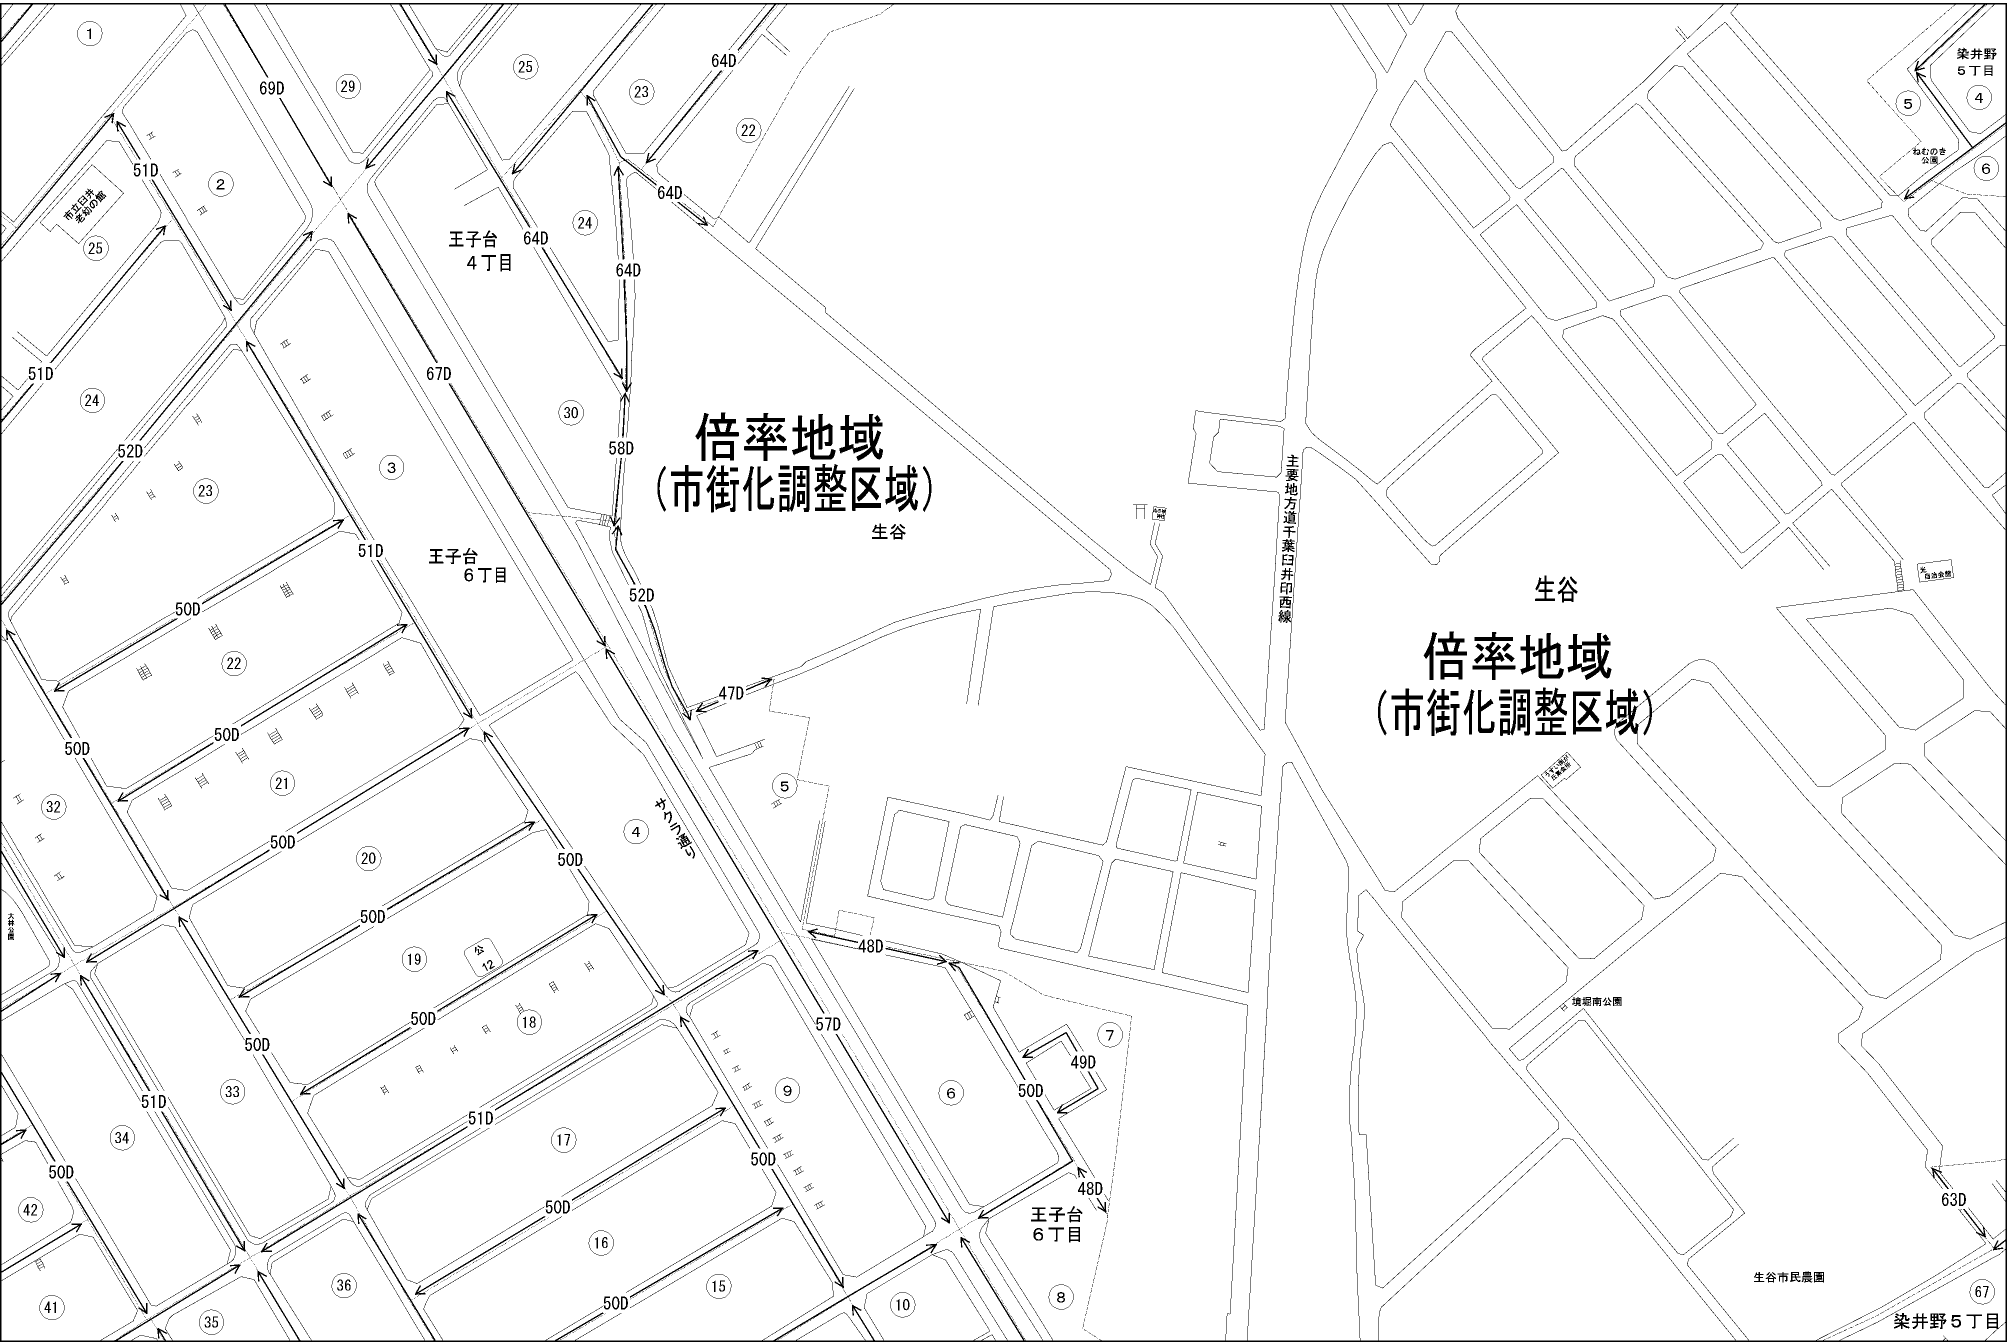 1
29
25
64D
23
22
69D
染井野
5丁目
5
4
ねむのき
公園
6
51D
2
市立臼井
老幼の館
25
64D
24
王子台
4丁目
64D
64D
51D
24
67D
30
倍率地域
(市街化調整区域)
生谷
58D
52D
23
3
主要地方道千葉臼井印西線
51D
王子台
6丁目
50D
52D
22
生谷
倍率地域
(市街化調整区域)
光
自治会館
47D
50D
50D
21
5
32
50D
20
50D
4
サクラ通り
大林公園
50D
19
公
12
48D
50D
18
50D
57D
境堀南公園
7
49D
50D
6
9
33
51D
51D
34
17
50D
50D
48D
王子台
6丁目
42
50D
16
63D
36
15
50D
10
8
41
35
生谷市民農園
67
染井野5丁目